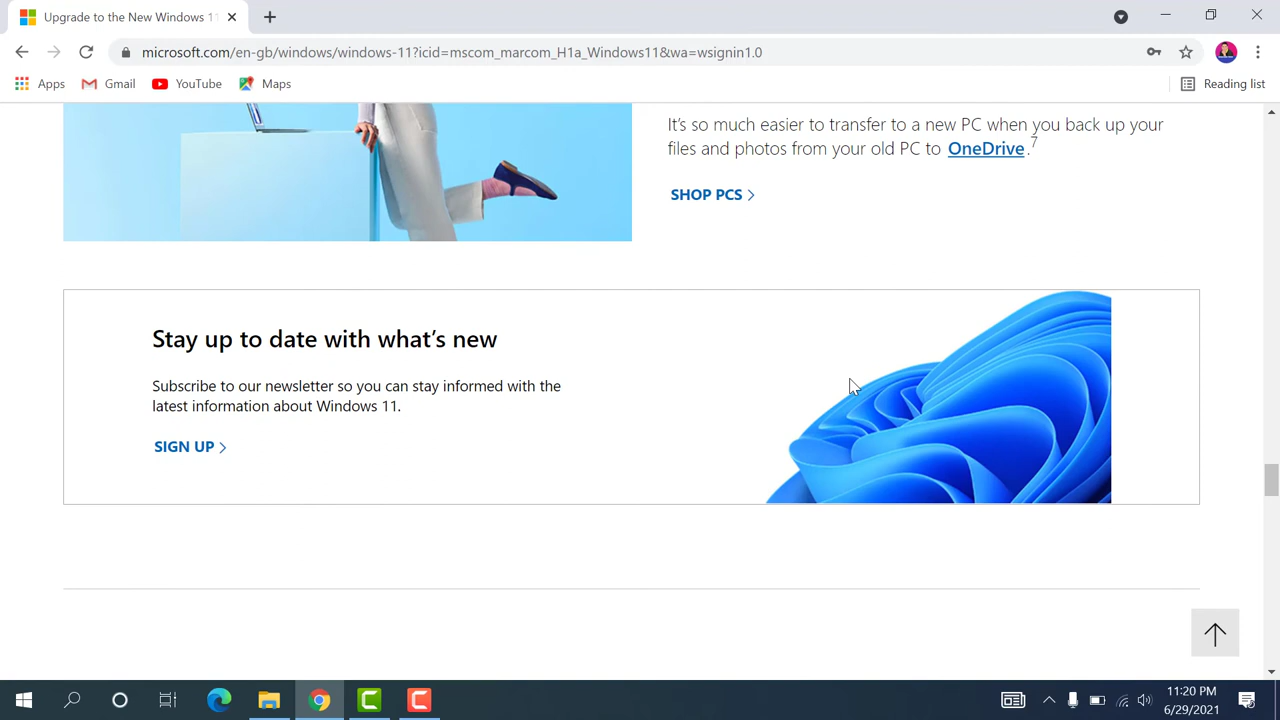 Upgrade to the New Windows 11
microsoft.com/en-gb/windows/windows-11?icid=mscom_marcom_H1a_Windows11&wa=wsignin1.0
Apps
Gmail
YouTube
Maps
Reading list
It's so much easier to transfer to a new PC when you back up your
files and photos from your old PC to OneDrive.7
SHOP PCS
Stay up to date with what's new
Subscribe to our newsletter so you can stay informed with the
latest information about Windows 11.
SIGN UP
11:20 PM
6/29/2021